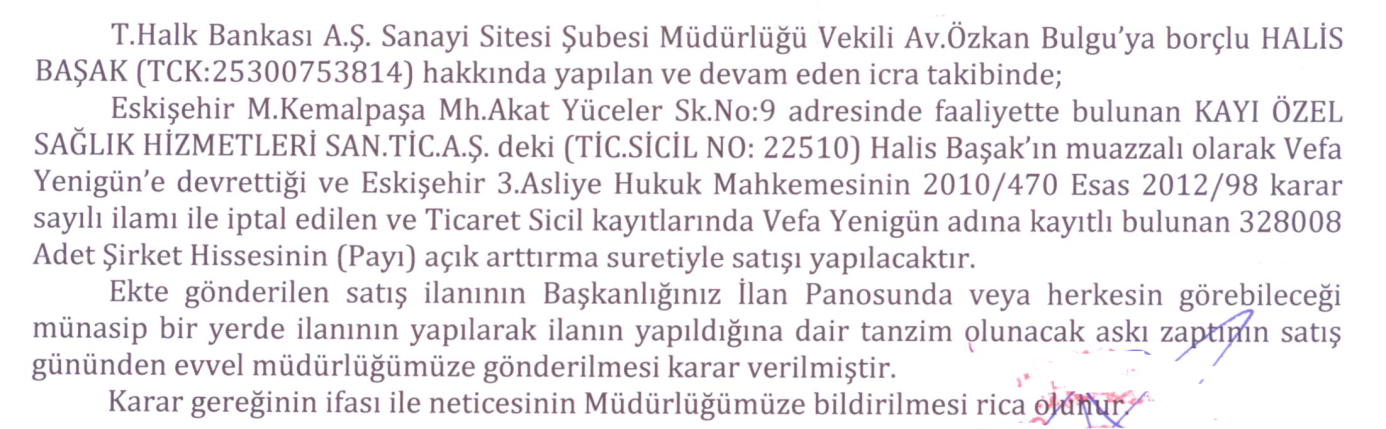 T.Halk Bankası A.Ş. Sanayi Sitesi Şubesi Müdürlüğü Vekili Av.Özkan Bulgu'ya borçlu HALİS
BAŞAK (TCK:25300753814) hakkında yapılan ve devam eden icra takibinde;
Eskişehir M.Kemalpaşa Mh.Akat Yüceler Sk.No:9 adresinde faaliyette bulunan KAYI ÖZEL
SAĞLIK HİZMETLERİ SAN.TİC.A.Ş. deki (TİC.SİCİL NO: 22510) Halis Başak'ın muazzalı olarak Vefa
Yenigün'e devrettiği ve Eskişehir 3.Asliye Hukuk Mahkemesinin 2010/470 Esas 2012/98 karar
sayılı ilamı ile iptal edilen ve Ticaret Sicil kayıtlarında Vefa Yenigün adına kayıtlı bulunan 328008
Adet Şirket Hissesinin (Payı) açık arttırma suretiyle satışı yapılacaktır.
Ekte gönderilen satış ilanının Başkanlığınız İlan Panosunda veya herkesin görebileceği
münasip bir yerde ilanının yapılarak ilanın yapıldığına dair tanzim olunacak askı zaptının satış
gününden evvel müdürlüğümüze gönderilmesi karar verilmiştir.
Karar gereğinin ifası ile neticesinin Müdürlüğümüze bildirilmesi rica olunur.